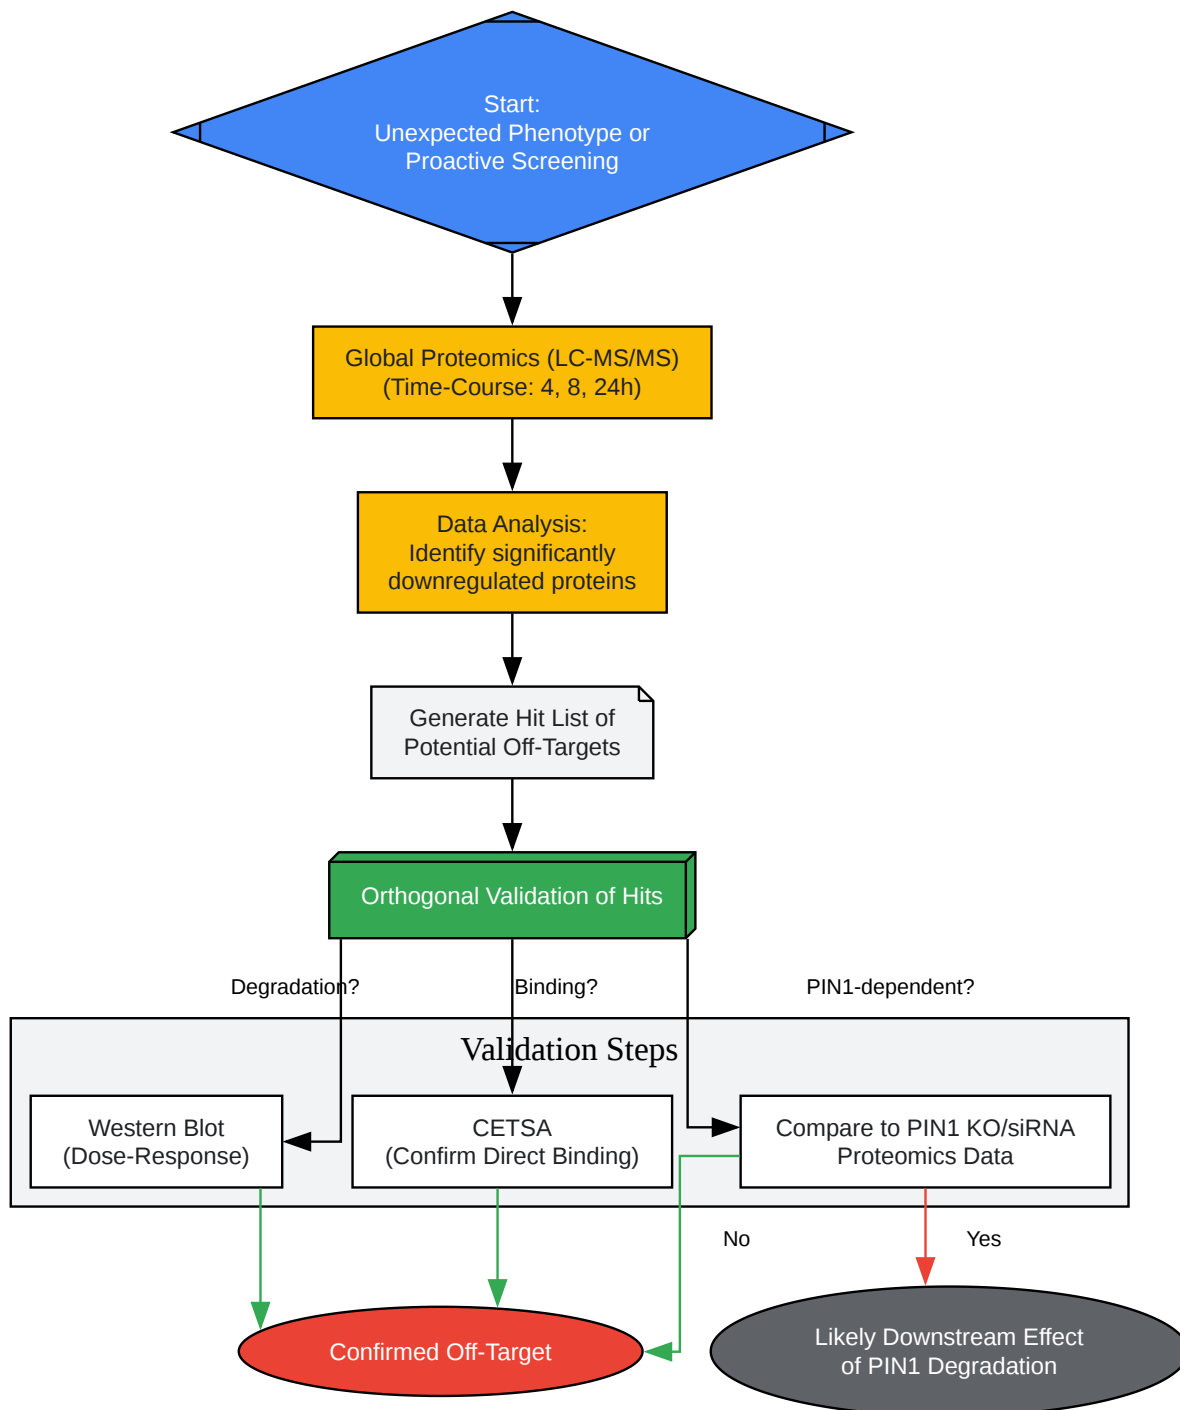 Start:
Unexpected Phenotype or
Proactive Screening
Global Proteomics (LC-MS/MS)
(Time-Course: 4, 8, 24h)
Data Analysis:
Identify significantly
downregulated proteins
Generate Hit List of
Potential Off-Targets
Orthogonal Validation of Hits
Degradation?
Binding?
PIN1-dependent?
Validation Steps
Western Blot
(Dose-Response)
CETSA
(Confirm Direct Binding)
Compare to PIN1 KO/siRNA
Proteomics Data
No
Yes
Confirmed Off-Target
Likely Downstream Effect
of PIN1 Degradation